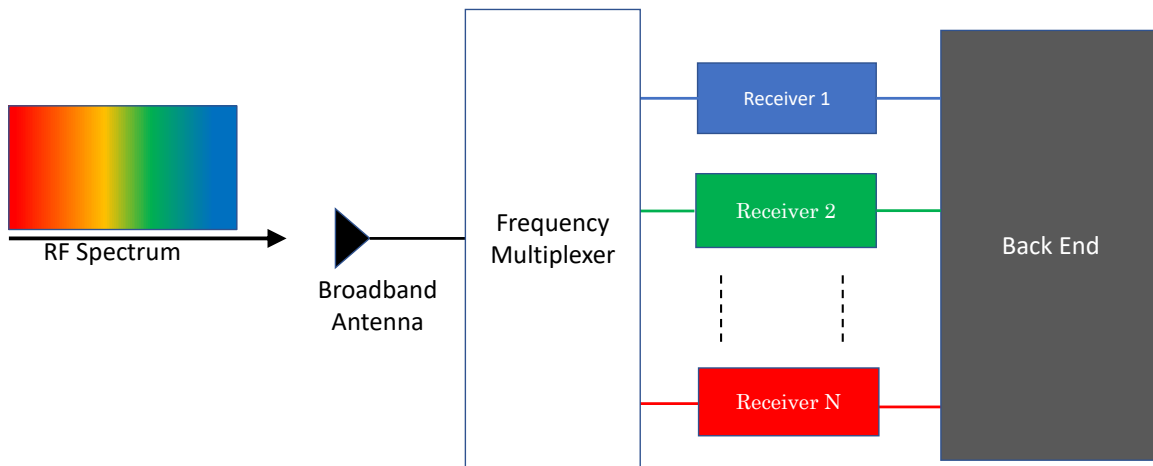 RF Spectrum
Broadband
Antenna
Frequency
Multiplexer
Receiver 1
Receiver 2
Receiver N
Back End